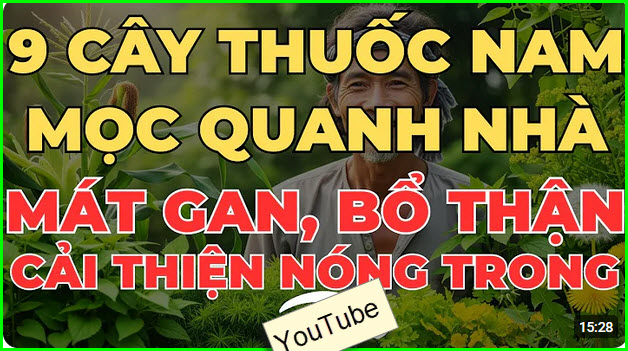 9 CÂY THUỐC NAM
MỌC QUANH NHÀ
MÁT GAN, BỔ THẬN
CẢI THIỆN NÓNG TRONG
YouTube
15:28